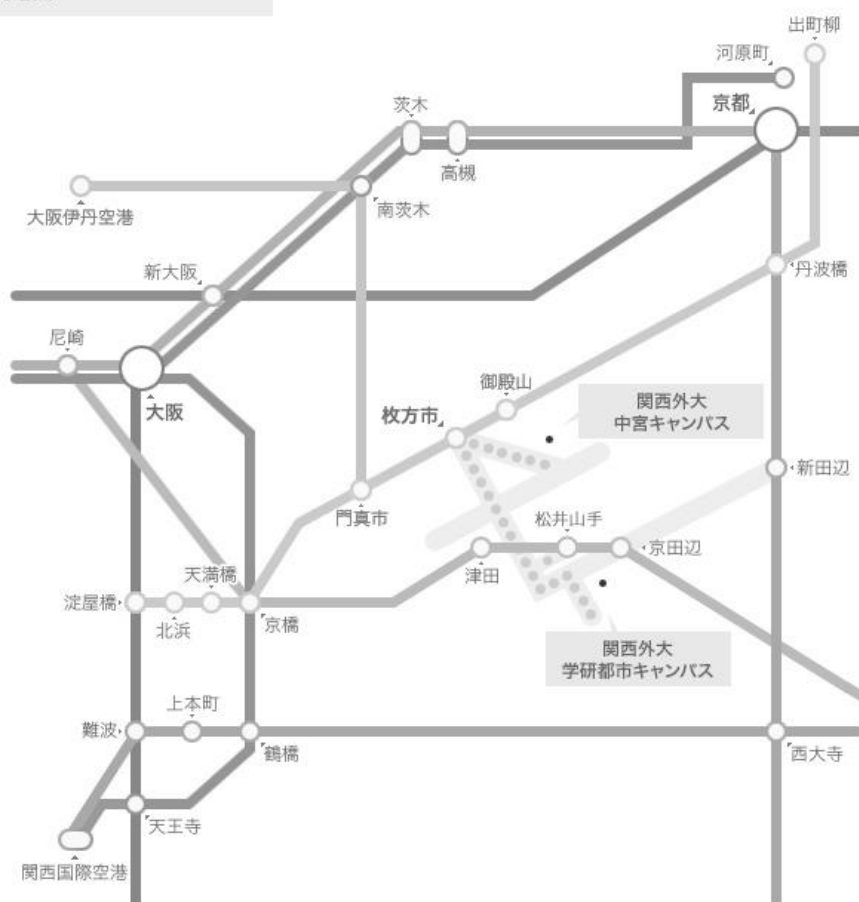 出町柳
河原町
京都
茨木
高槻
大阪伊丹空港
南茨木
新大阪
丹波橋
尼崎
大阪
御殿山
枚方市
関西外大
中宮キャンパス
新田辺
門真市
松井山手
京田辺
津田
天満橋
淀屋橋
北浜
京橋
関西外大
学研都市キャンパス
上本町
難波
鶴橋
西大寺
天王寺
関西国際空港